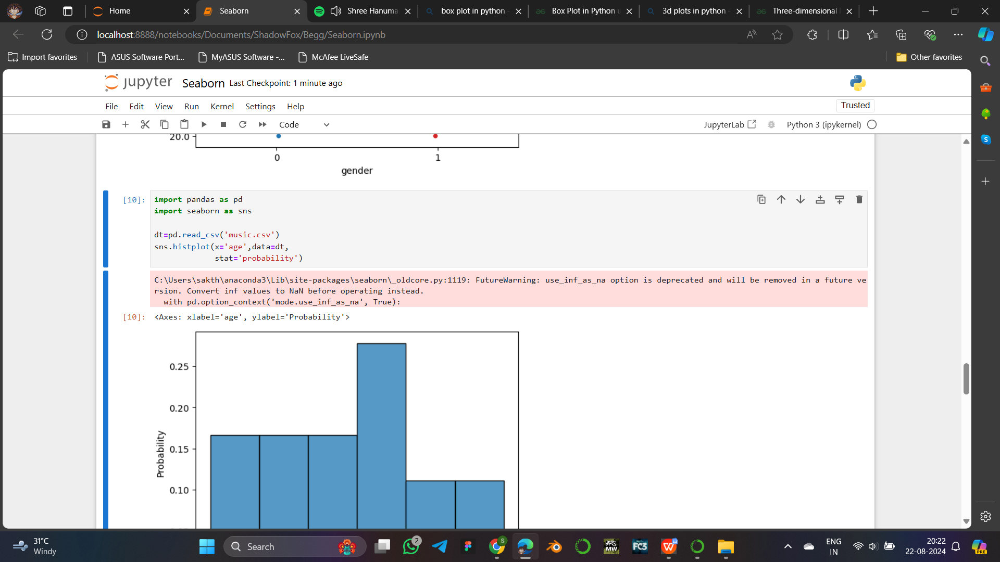 Home
Seaborn
Shree Hanuma
box plot in python
Box Plot in Python u
3d plots in python
Three-dimensional
localhost:8888/notebooks/Documents/ShadowFox/Begg/Seaborn.ipynb
Import favorites
ASUS Software Port...
MyASUS Software -...
McAfee LiveSafe
Other favorites
jupyter
Seaborn Last Checkpoint: 1 minute ago
File Edit View Run Kernel Settings Help
Trusted
Code
JupyterLab
Python 3 (ipykernel)
20.0
0 1
gender
[10]:
import pandas as pd
import seaborn as sns
dt=pd.read_csv('music.csv')
sns.histplot(x='age',data=dt,
stat='probability')
C:\Users\sakth\anaconda3\Lib\site-packages\seaborn\_oldcore.py:1119: FutureWarning: use_inf_as_na option is deprecated and will be removed in a future ve
rsion. Convert inf values to NaN before operating instead.
with pd.option_context('mode.use_inf_as_na', True):
[10]: <Axes: xlabel='age', ylabel='Probability'>
0.25
0.20
0.15
0.10
Probability
31°C
Windy
Search
2
S
MW
FC3
W
ENG
IN
20:22
22-08-2024
PRE